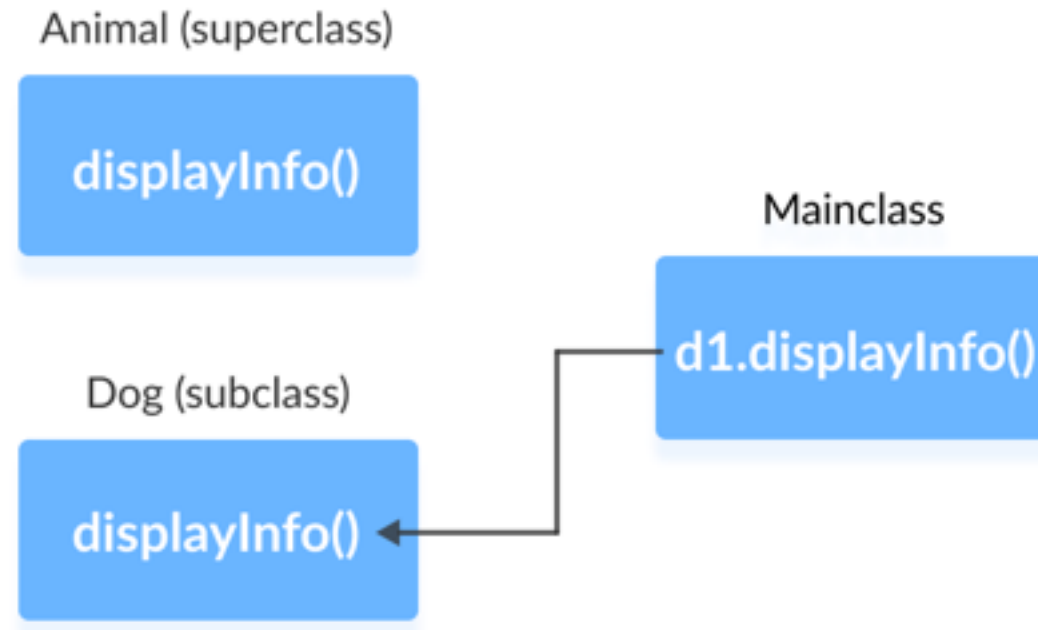 Animal (superclass)
displayInfo()
Mainclass
d1.displayInfo()
Dog (subclass)
displayInfo()